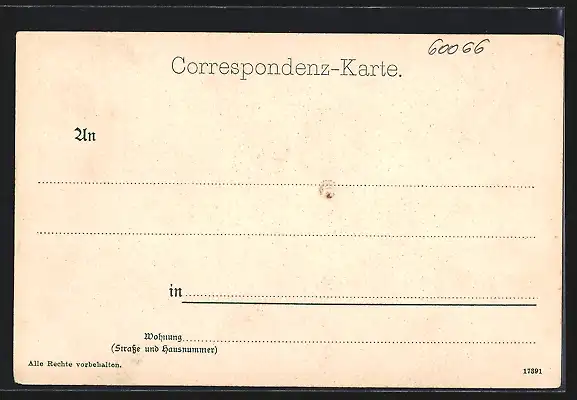 60066
Correspondenz-Karte.
An
in
Wohnung
(Straße und Hausnummer)
Alle Rechte vorbehalten.
17391